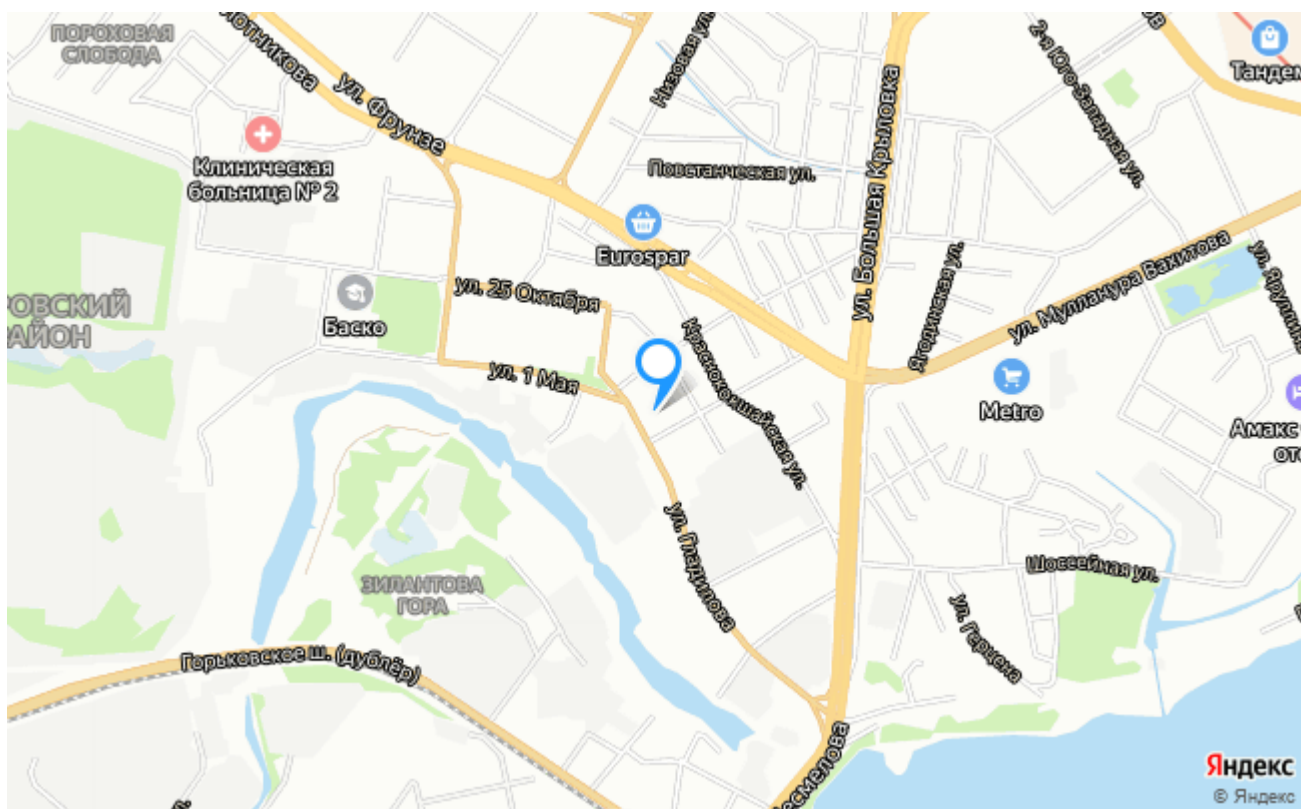 ПОРОХОВАЯ
СЛОБОДА
ул. Фрунзе
Низовая ул.
2-я Юго-Западная ул.
Тандем
Клиническая
больница № 2
Повстанческая ул.
ул. Большая Крыловка
Eurospar
ул. 25 Октября
Баско
Ягодинская ул.
ул. Мулланура Вахитова
ул. 1 Мая
Краснококшайская ул.
Metro
Амакс
ул. Гладилова
ЗИЛАНТОВА
ГОРА
Шоссейная ул.
ул. Герцена
Горьковское ш. (дублёр)
Яндекс
© Яндекс